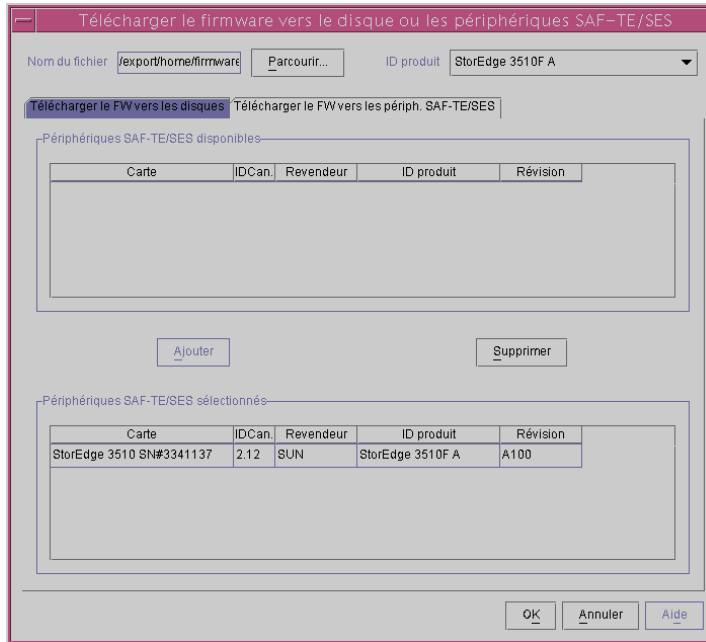 Télécharger le firmware vers le disque ou les périphériques SAF-TE/SES
Nom du fichier /export/home/firmware Parcourir... ID produit StorEdge 3510F A
Télécharger le FW vers les disques Télécharger le FW vers les périph. SAF-TE/SES
Périphériques SAF-TE/SES disponibles
Carte IDCan. Revendeur ID produit Révision
Ajouter Supprimer
Périphériques SAF-TE/SES sélectionnés
Carte IDCan. Revendeur ID produit Révision
StorEdge 3510 SN#3341137 2.12 SUN StorEdge 3510F A A100
OK Annuler Aide